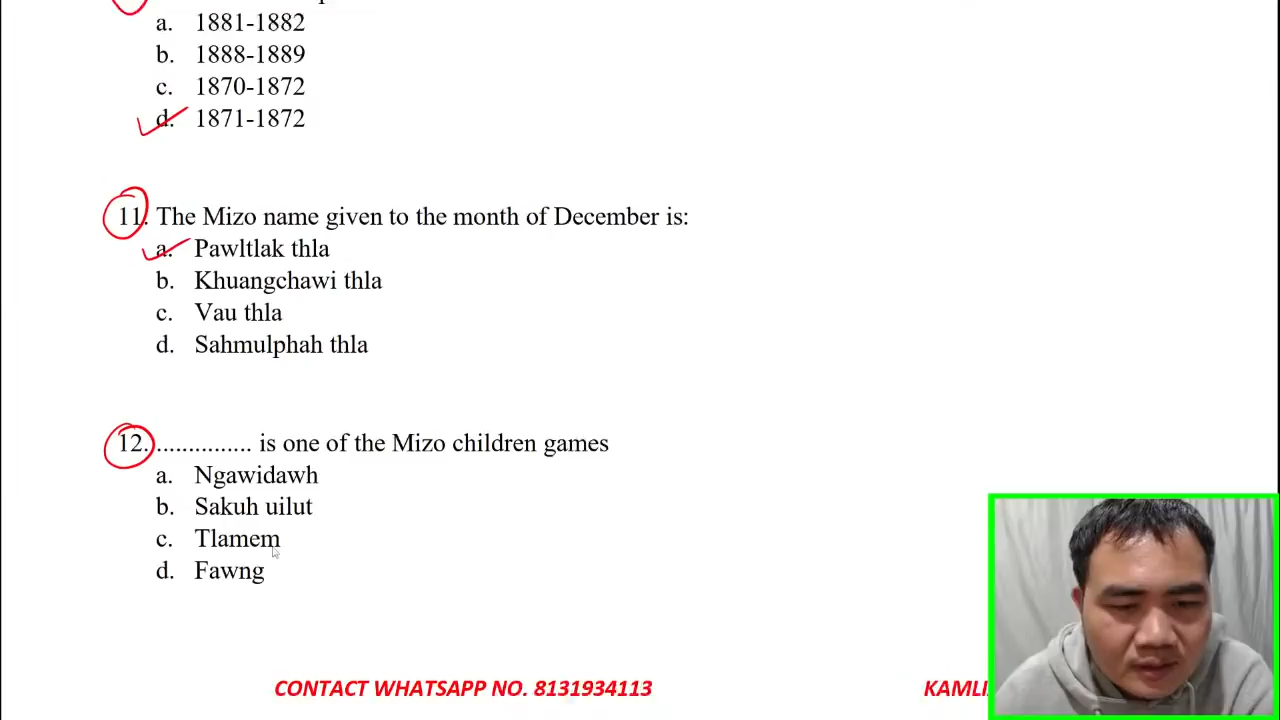 a. 1881-1882
b. 1888-1889
c. 1870-1872
d. 1871-1872
11. The Mizo name given to the month of December is:
a. Pawltlak thla
b. Khuangchawi thla
c. Vau thla
d. Sahmulphah thla
12. ............... is one of the Mizo children games
a. Ngawidawh
b. Sakuh uilut
c. Tlamem
d. Fawng
CONTACT WHATSAPP NO. 8131934113